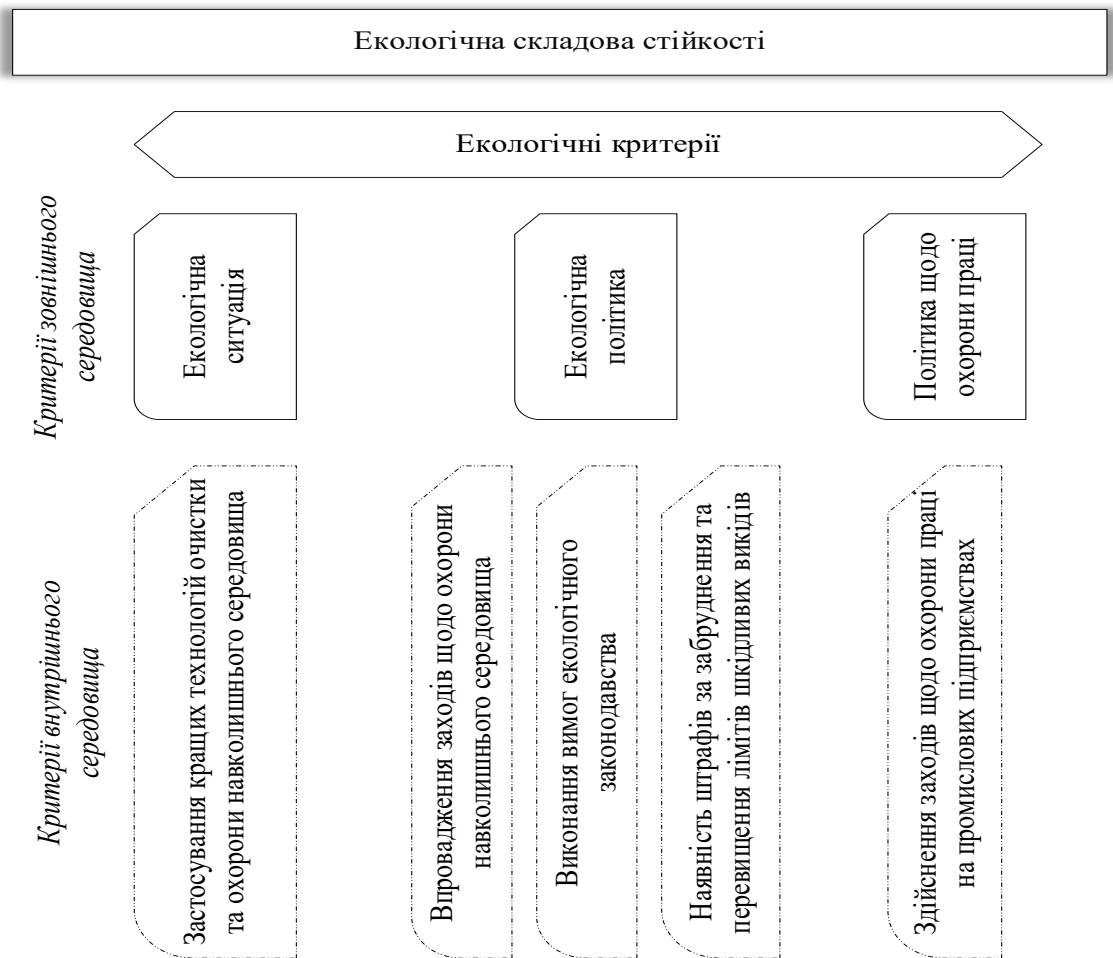 Екологічна складова стійкості
Екологічні критерії
Критерії зовнішнього
середовища
Екологічна
ситуація
Екологічна
політика
Політика щодо
охорони праці
Критерії внутрішнього
середовища
Застосування кращих технологій очистки
та охорони навколишнього середовища
Впровадження заходів щодо охорони
навколишнього середовища
Виконання вимог екологічного
законодавства
Наявність штрафів за забруднення та
перевищення лімітів шкідливих викідів
Здійснення заходів щодо охорони праці
на промислових підприємствах